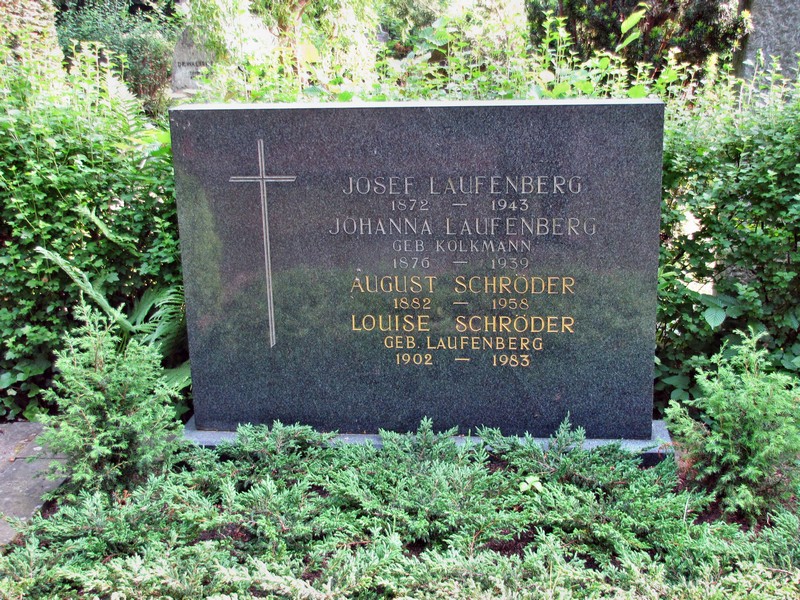 JOSEF LAUFENBERG
1872 — 1943
JOHANNA LAUFENBERG
GEB KOLKMANN
1876 — 1939
AUGUST SCHRÖDER
1882 — 1958
LOUISE SCHRÖDER
GEB. LAUFENBERG
1902 — 1983